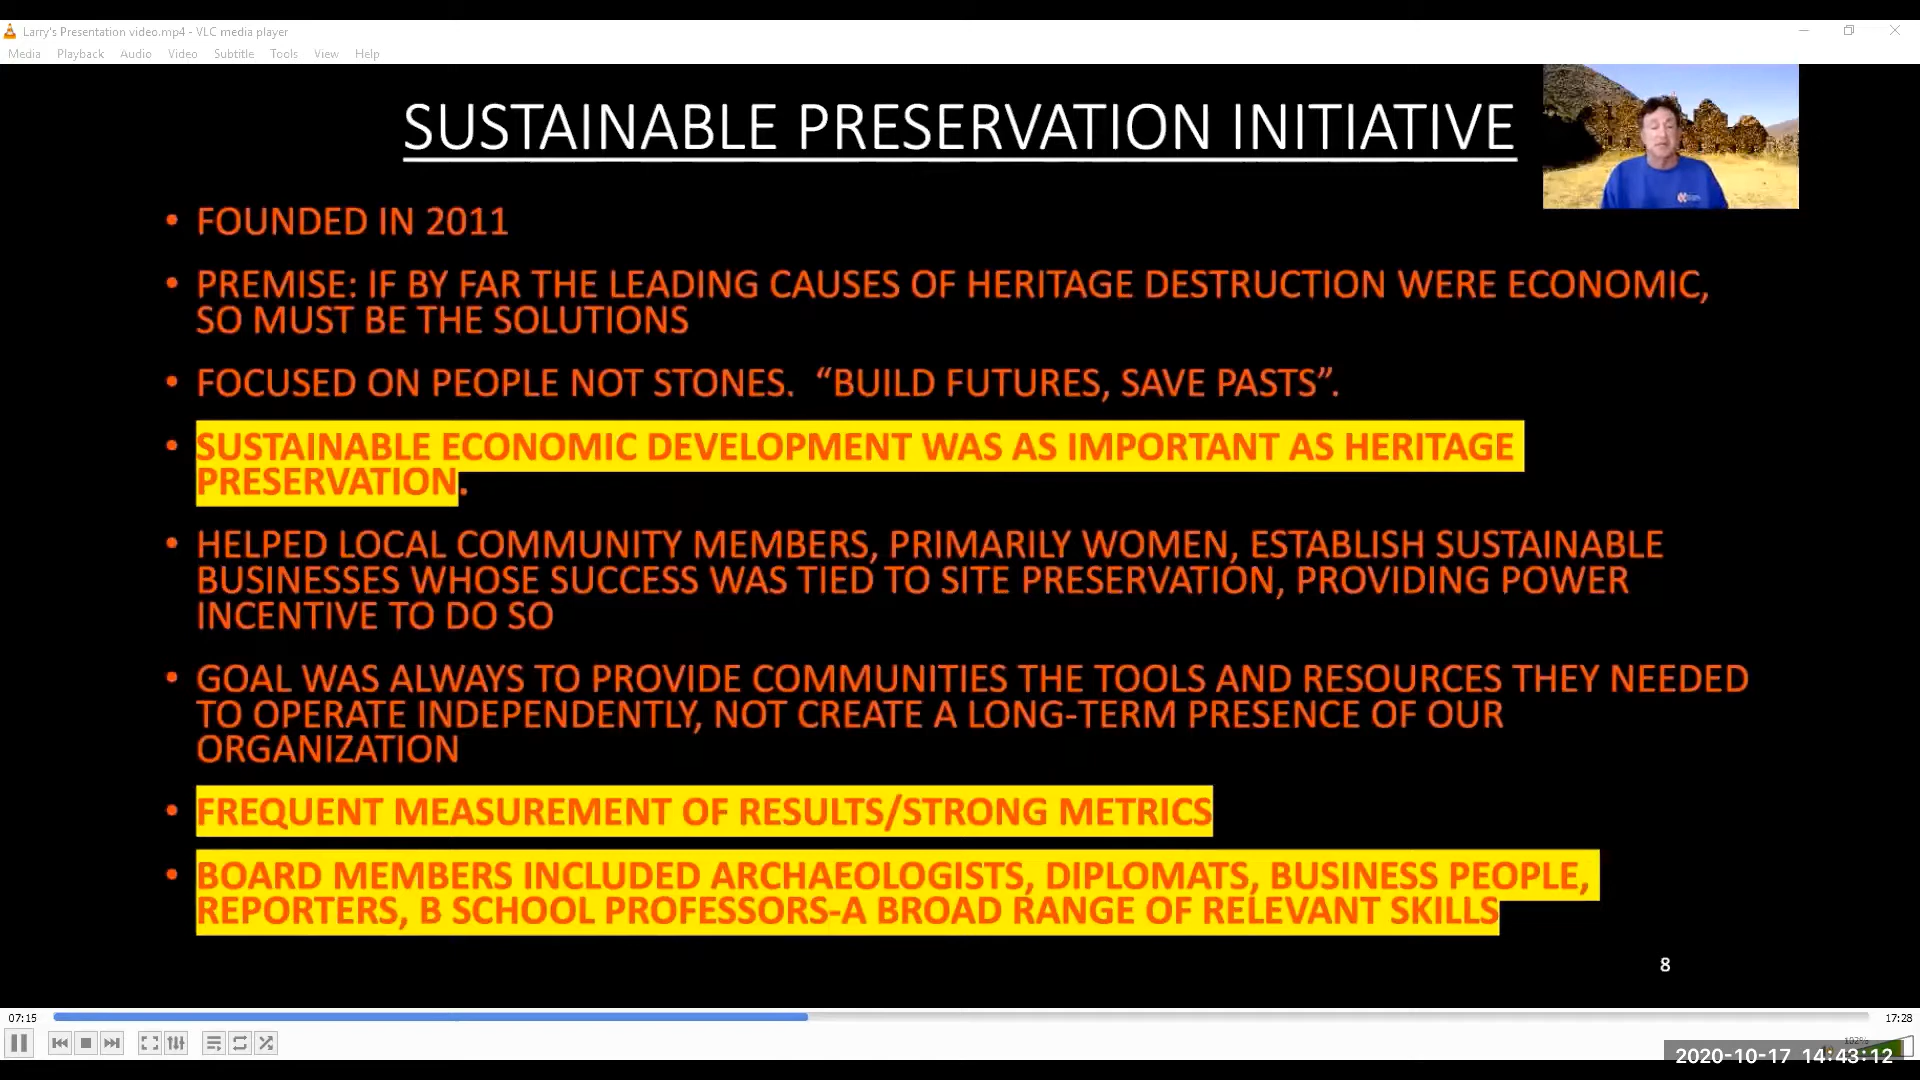 Larry's Presentation video.mp4 - VLC media player
Media Playback Audio Video Subtitle Tools View Help
SUSTAINABLE PRESERVATION INITIATIVE
• FOUNDED IN 2011
• PREMISE: IF BY FAR THE LEADING CAUSES OF HERITAGE DESTRUCTION WERE ECONOMIC,
SO MUST BE THE SOLUTIONS
• FOCUSED ON PEOPLE NOT STONES. “BUILD FUTURES, SAVE PASTS”.
• SUSTAINABLE ECONOMIC DEVELOPMENT WAS AS IMPORTANT AS HERITAGE
PRESERVATION.
• HELPED LOCAL COMMUNITY MEMBERS, PRIMARILY WOMEN, ESTABLISH SUSTAINABLE
BUSINESSES WHOSE SUCCESS WAS TIED TO SITE PRESERVATION, PROVIDING POWER
INCENTIVE TO DO SO
• GOAL WAS ALWAYS TO PROVIDE COMMUNITIES THE TOOLS AND RESOURCES THEY NEEDED
TO OPERATE INDEPENDENTLY, NOT CREATE A LONG-TERM PRESENCE OF OUR
ORGANIZATION
• FREQUENT MEASUREMENT OF RESULTS/STRONG METRICS
• BOARD MEMBERS INCLUDED ARCHAEOLOGISTS, DIPLOMATS, BUSINESS PEOPLE,
REPORTERS, B SCHOOL PROFESSORS-A BROAD RANGE OF RELEVANT SKILLS
8
07:15 17:28
2020-10-17 14:43:12